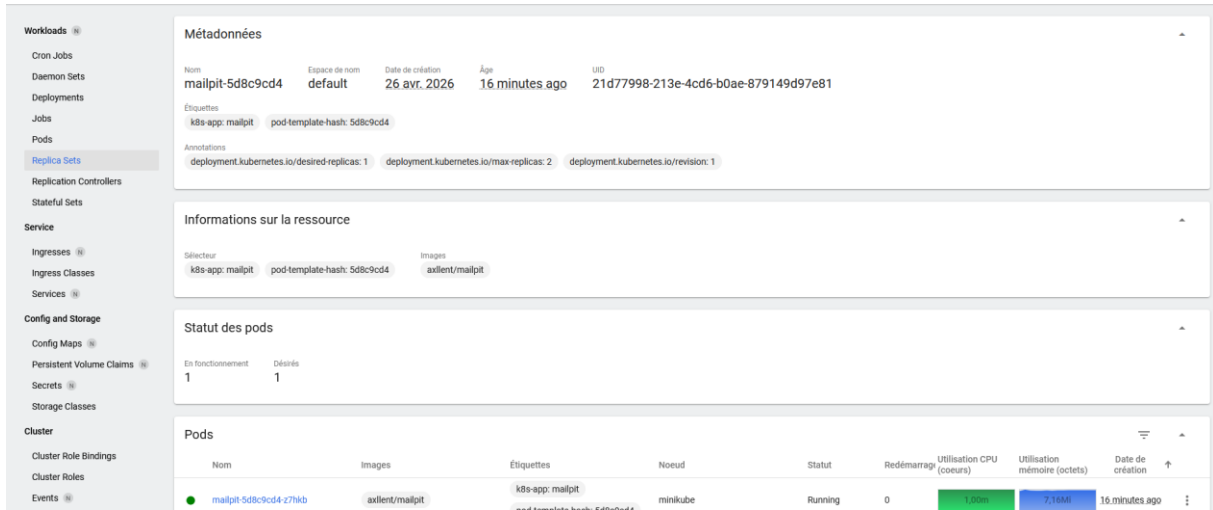 Workloads N
Cron Jobs
Daemon Sets
Deployments
Jobs
Pods
Replica Sets
Replication Controllers
Stateful Sets
Service
Ingresses N
Ingress Classes
Services N
Config and Storage
Config Maps N
Persistent Volume Claims N
Secrets N
Storage Classes
Cluster
Cluster Role Bindings
Cluster Roles
Events N
Métadonnées
Nom Espace de nom Date de création Âge UID
mailpit-5d8c9cd4 default 26 avr. 2026 16 minutes ago 21d77998-213e-4cd6-b0ae-879149d97e81
Étiquettes
k8s-app: mailpit pod-template-hash: 5d8c9cd4
Annotations
deployment.kubernetes.io/desired-replicas: 1 deployment.kubernetes.io/max-replicas: 2 deployment.kubernetes.io/revision: 1
Informations sur la ressource
Sélecteur Images
k8s-app: mailpit pod-template-hash: 5d8c9cd4 axllent/mailpit
Statut des pods
En fonctionnement Désirés
1 1
Pods
Nom Images Étiquettes Noeud Statut Redémarrage Utilisation CPU (coeurs) Utilisation mémoire (octets) Date de création
mailpit-5d8c9cd4-z7hkb axllent/mailpit k8s-app: mailpit minikube Running 0 1,00m 7,16Mi 16 minutes ago
pod-template-hash: 5d8c9cd4